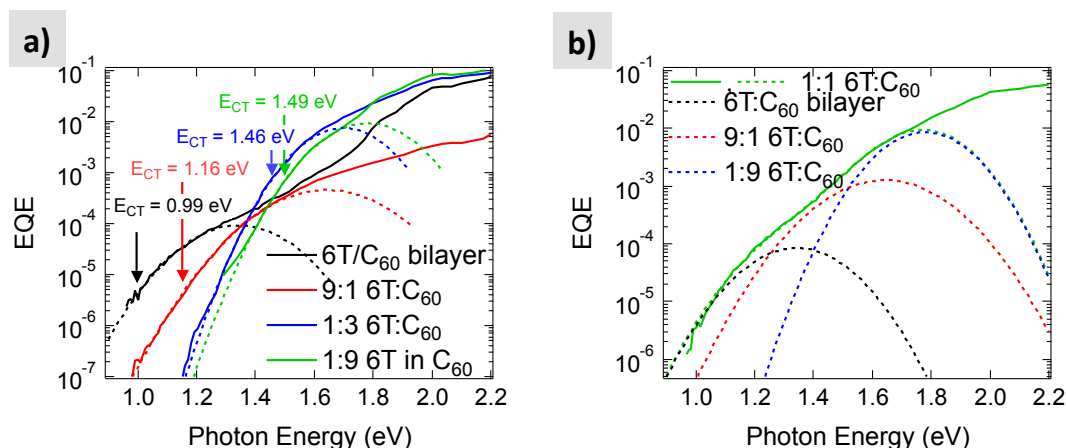 a)
10⁻¹
10⁻²
10⁻³
10⁻⁴
10⁻⁵
10⁻⁶
10⁻⁷
EQE
E_CT = 1.49 eV
E_CT = 1.46 eV
E_CT = 1.16 eV
E_CT = 0.99 eV
6T/C₆₀ bilayer
9:1 6T:C₆₀
1:3 6T:C₆₀
1:9 6T in C₆₀
1.0 1.2 1.4 1.6 1.8 2.0 2.2
Photon Energy (eV)
b)
10⁻¹
10⁻²
10⁻³
10⁻⁴
10⁻⁵
10⁻⁶
EQE
1:1 6T:C₆₀
6T:C₆₀ bilayer
9:1 6T:C₆₀
1:9 6T:C₆₀
1.0 1.2 1.4 1.6 1.8 2.0 2.2
Photon Energy (eV)